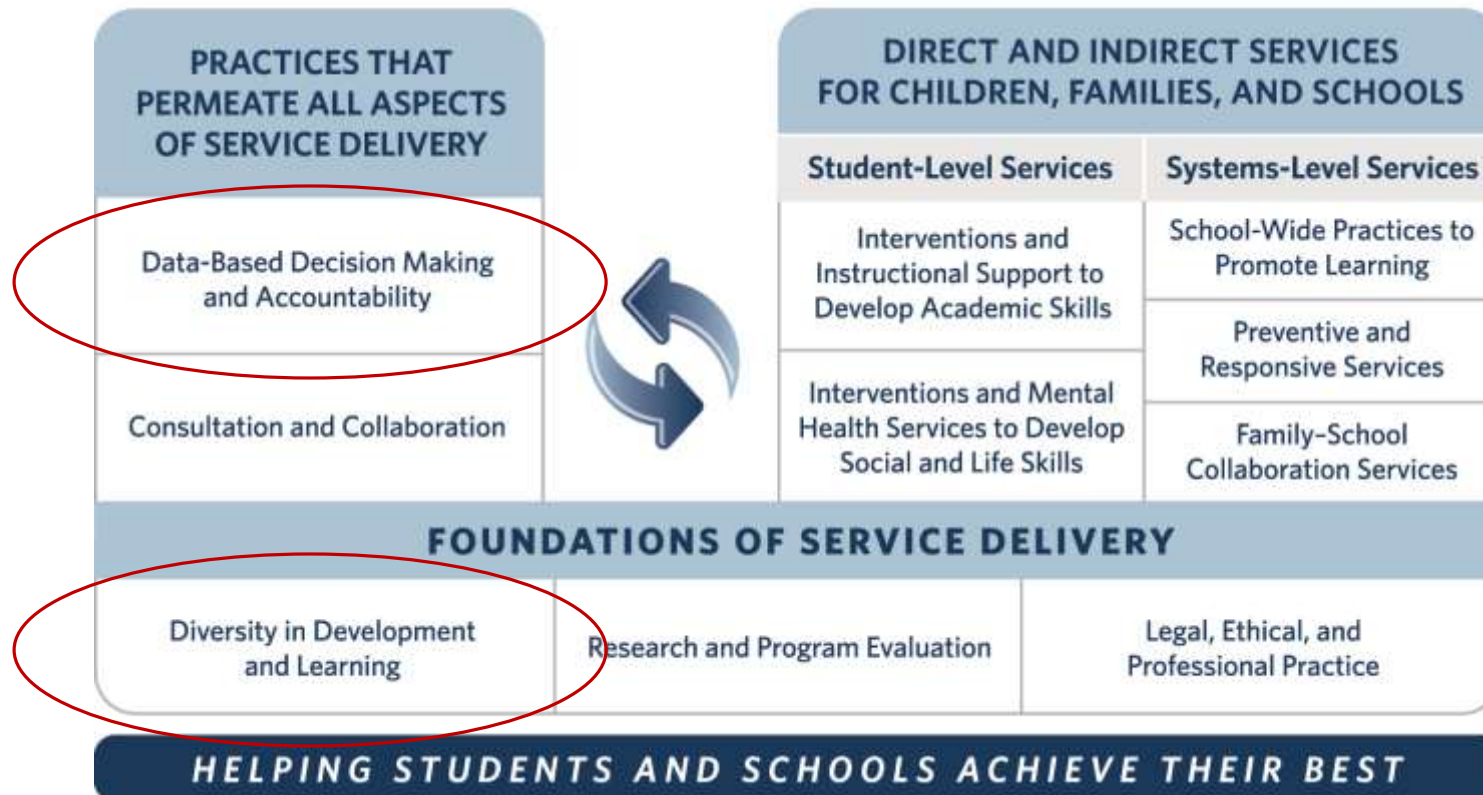 PRACTICES THAT
PERMEATE ALL ASPECTS
OF SERVICE DELIVERY
Data-Based Decision Making
and Accountability
Consultation and Collaboration
DIRECT AND INDIRECT SERVICES
FOR CHILDREN, FAMILIES, AND SCHOOLS
Student-Level Services
Interventions and
Instructional Support to
Develop Academic Skills
Interventions and Mental
Health Services to Develop
Social and Life Skills
Systems-Level Services
School-Wide Practices to
Promote Learning
Preventive and
Responsive Services
Family–School
Collaboration Services
FOUNDATIONS OF SERVICE DELIVERY
Diversity in Development
and Learning
Research and Program Evaluation
Legal, Ethical, and
Professional Practice
HELPING STUDENTS AND SCHOOLS ACHIEVE THEIR BEST